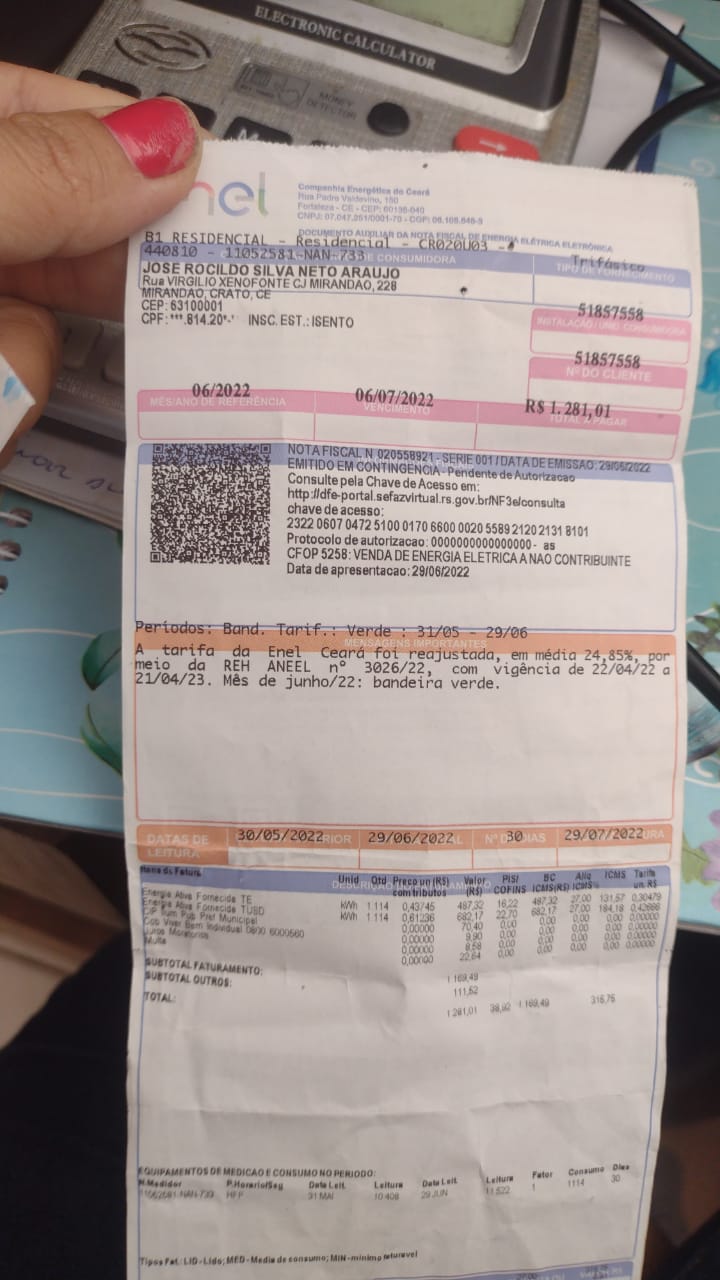 ELECTRONIC CALCULATOR
MONEY
DETECTOR
nel
Companhia Energética do Ceará
Rua Padre Valdevino, 150
Fortaleza - CE - CEP: 60135-040
CNPJ: 07.047.251/0001-70 - CGF: 06.105.848-3
DOCUMENTO AUXILIAR DA NOTA FISCAL DE ENERGIA ELÉTRICA ELETRÔNICA
B1 RESIDENCIAL - Residencial - CR020U03 -
440810 - 11052581-NAN-733
DE CONSUMIDORA
Trifásico
TIPO DE FORNECIMENTO
JOSE ROCILDO SILVA NETO ARAUJO
Rua VIRGILIO XENOFONTE CJ MIRANDAO, 228
MIRANDAO, CRATO, CE
CEP: 63100001
CPF: ***.814.20*-* INSC. EST.: ISENTO
51857558
INSTALAÇÃO / UNID. CONSUMIDORA
51857558
Nº DO CLIENTE
06/2022
MÊS/ANO DE REFERÊNCIA
06/07/2022
VENCIMENTO
R$ 1.281,01
TOTAL A PAGAR
NOTA FISCAL N 020558921 - SERIE 001 / DATA DE EMISSAO: 29/06/2022
EMITIDO EM CONTINGENCIA - Pendente de Autorizacao
Consulte pela Chave de Acesso em:
http://dfe-portal.sefazvirtual.rs.gov.br/NF3e/consulta
chave de acesso:
2322 0607 0472 5100 0170 6600 0020 5589 2120 2131 8101
Protocolo de autorizacao: 0000000000000000 - as
CFOP 5258: VENDA DE ENERGIA ELETRICA A NAO CONTRIBUINTE
Data de apresentacao: 29/06/2022
Períodos: Band. Tarif.: Verde : 31/05 - 29/06
MENSAGENS IMPORTANTES
A tarifa da Enel Ceará foi reajustada, em média 24,85%, por
meio da REH ANEEL nº 3026/22, com vigência de 22/04/22 a
21/04/23. Mês de junho/22: bandeira verde.
DATAS DE LEITURA
30/05/2022
29/06/2022
Nº DIAS 30
29/07/2022
Itens de Fatura Unid Qtd Preço un (R$) com tributos Valor (R$) PIS/ COFINS BC ICMS(R$) Aliq ICMS% ICMS Tarifa un. R$
Energia Ativa Fornecida TE kWh 1.114 0,43745 487,32 16,22 487,32 27,00 131,57 0,30479
Energia Ativa Fornecida TUSD kWh 1.114 0,61236 682,17 22,70 682,17 27,00 184,18 0,42666
CIP Ilum Pub Pref Municipal 0,00000 70,40 0,00 0,00 0,00 0,00 0,00000
Cob Viver Bem Individual 0800 6000560 0,00000 9,90 0,00 0,00 0,00 0,00 0,00000
Juros Moratorios 0,00000 8,58 0,00 0,00 0,00 0,00 0,00000
Multa 0,00000 22,64 0,00 0,00 0,00 0,00 0,00000
SUBTOTAL FATURAMENTO: 1.169,49
SUBTOTAL OUTROS: 111,52
TOTAL: 1.281,01 38,92 1.169,49 315,75
EQUIPAMENTOS DE MEDICAO E CONSUMO NO PERIODO:
N.Medidor P.Horario/Seg Data Leit. Leitura Data Leit. Leitura Fator Consumo Dias
HFP 31 MAI 10.408 29 JUN 11.522 1 1114 30
Tipos Fat.: LID - Lido; MED - Media de consumo; MIN - minimo faturavel